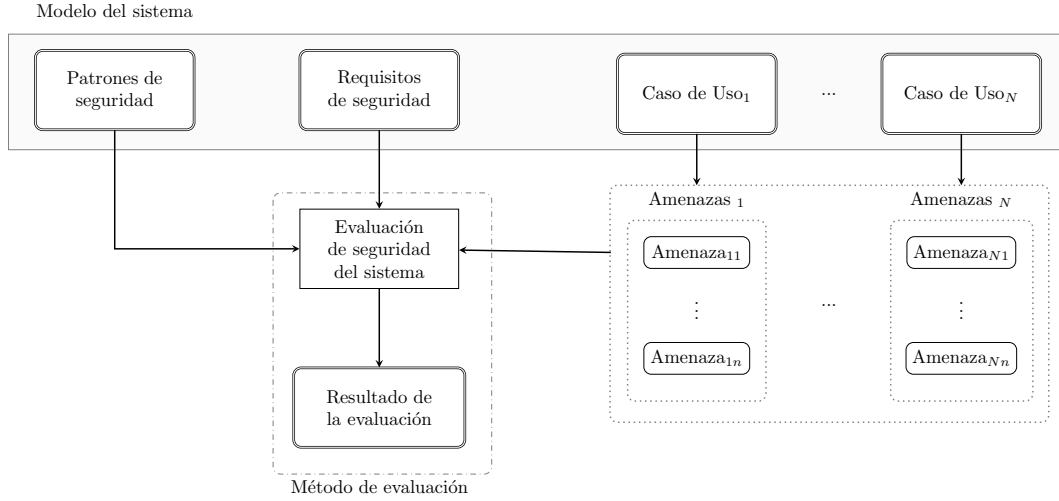 Modelo del sistema
Patrones de
seguridad
Requisitos
de seguridad
Caso de Uso₁
...
Caso de Uso_N
Amenazas ₁
Amenazas _N
Evaluación
de seguridad
del sistema
Amenaza₁₁
⋮
Amenaza₁ₙ
...
Amenaza_N₁
⋮
Amenaza_Nₙ
Resultado de
la evaluación
Método de evaluación